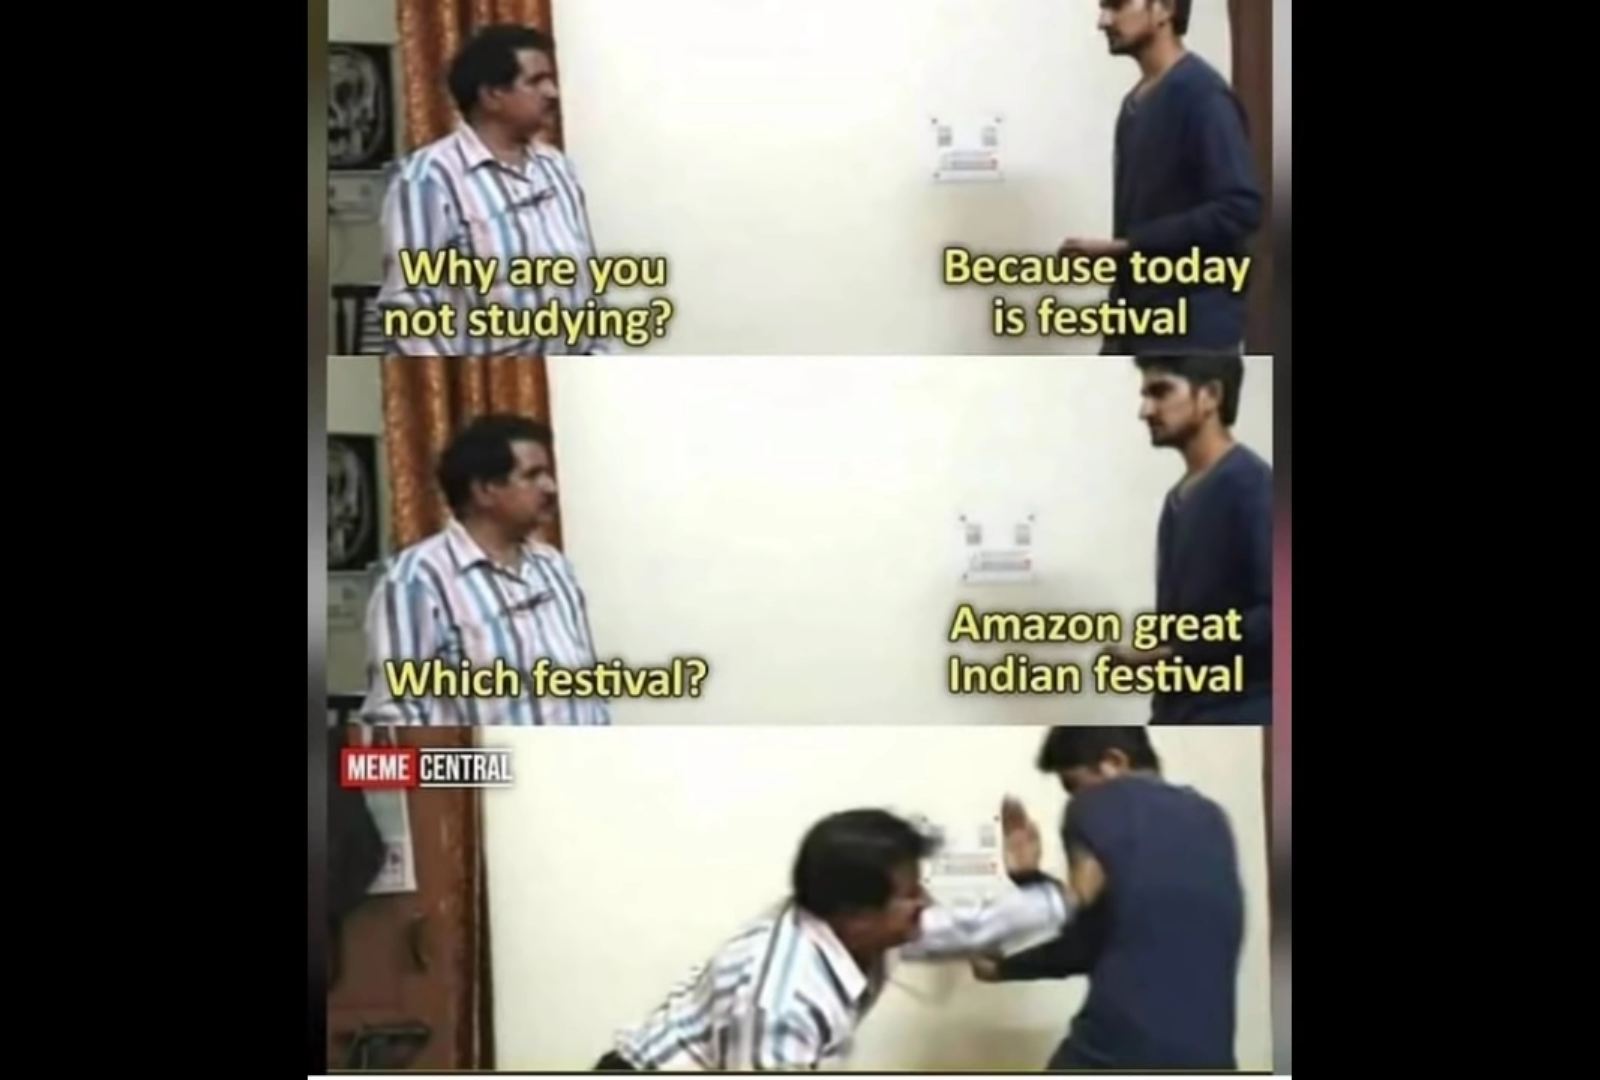 Why are you
not studying?
Because today
is festival
Which festival?
Amazon great
Indian festival
MEME CENTRAL